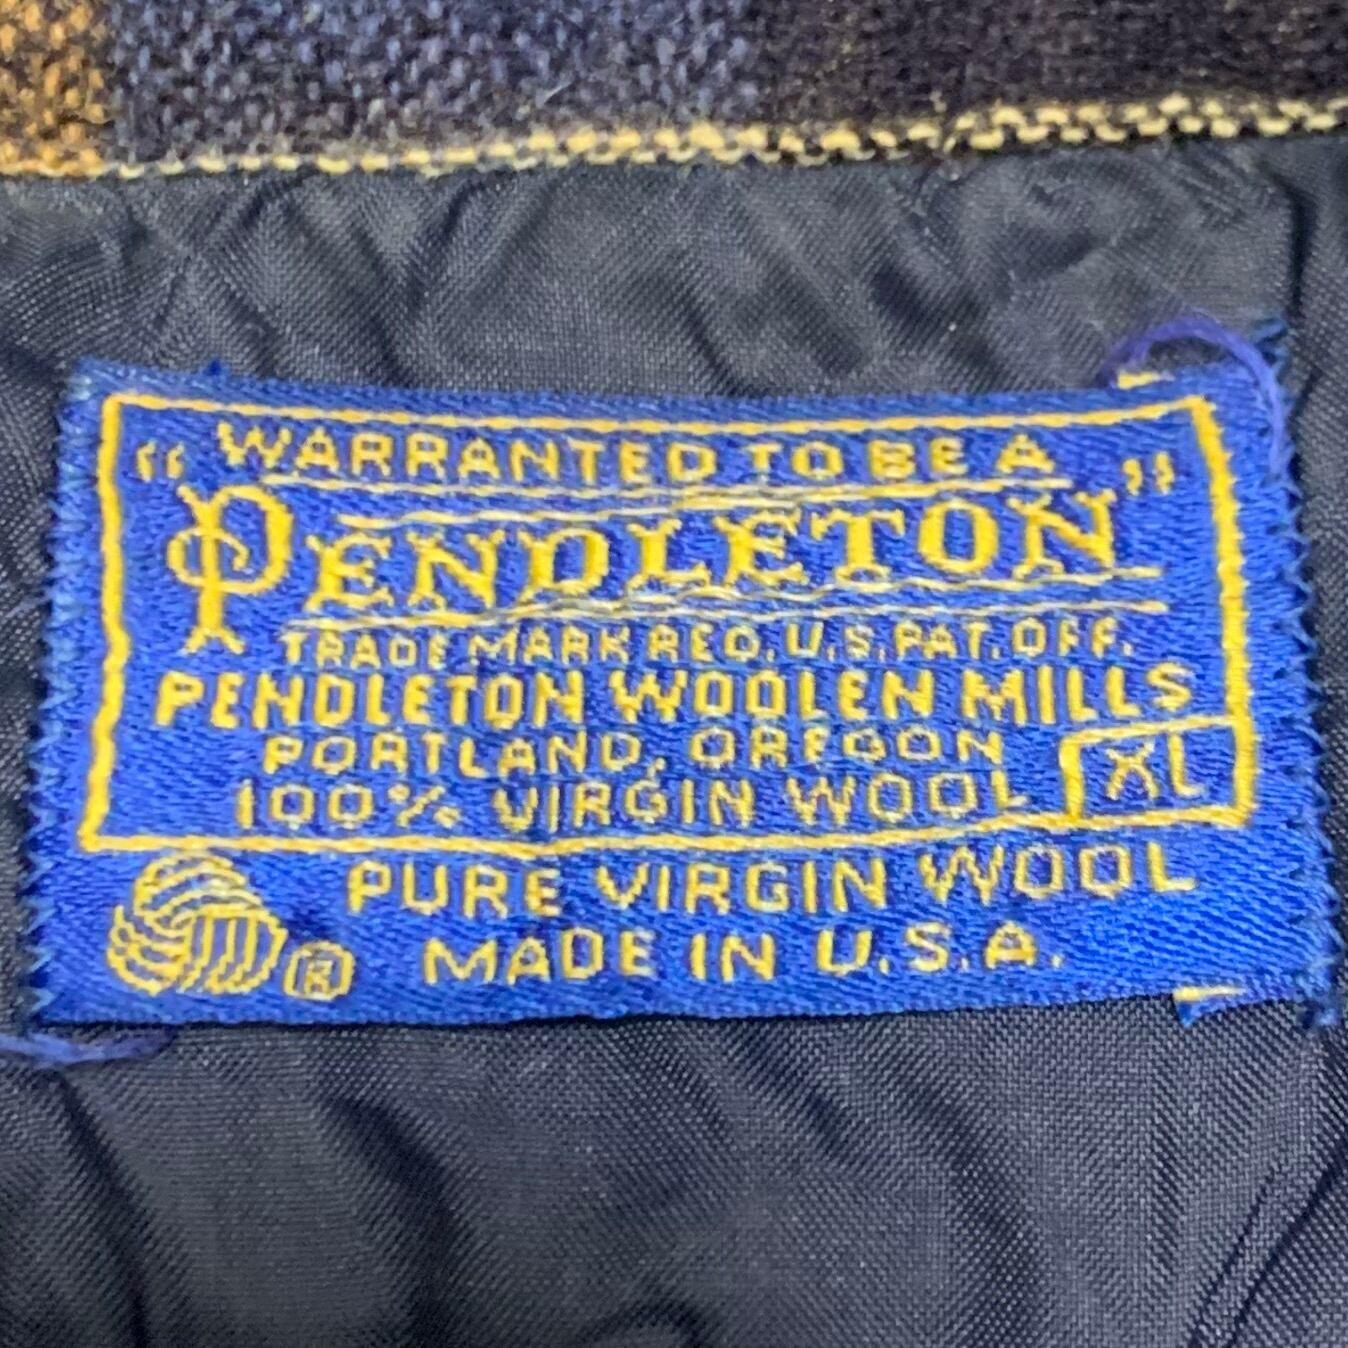 "WARRANTED TO BE A
PENDLETON"
TRADE MARK REG. U.S. PAT. OFF.
PENDLETON WOOLEN MILLS
PORTLAND, OREGON
100% VIRGIN WOOL XL
PURE VIRGIN WOOL
® MADE IN U.S.A.